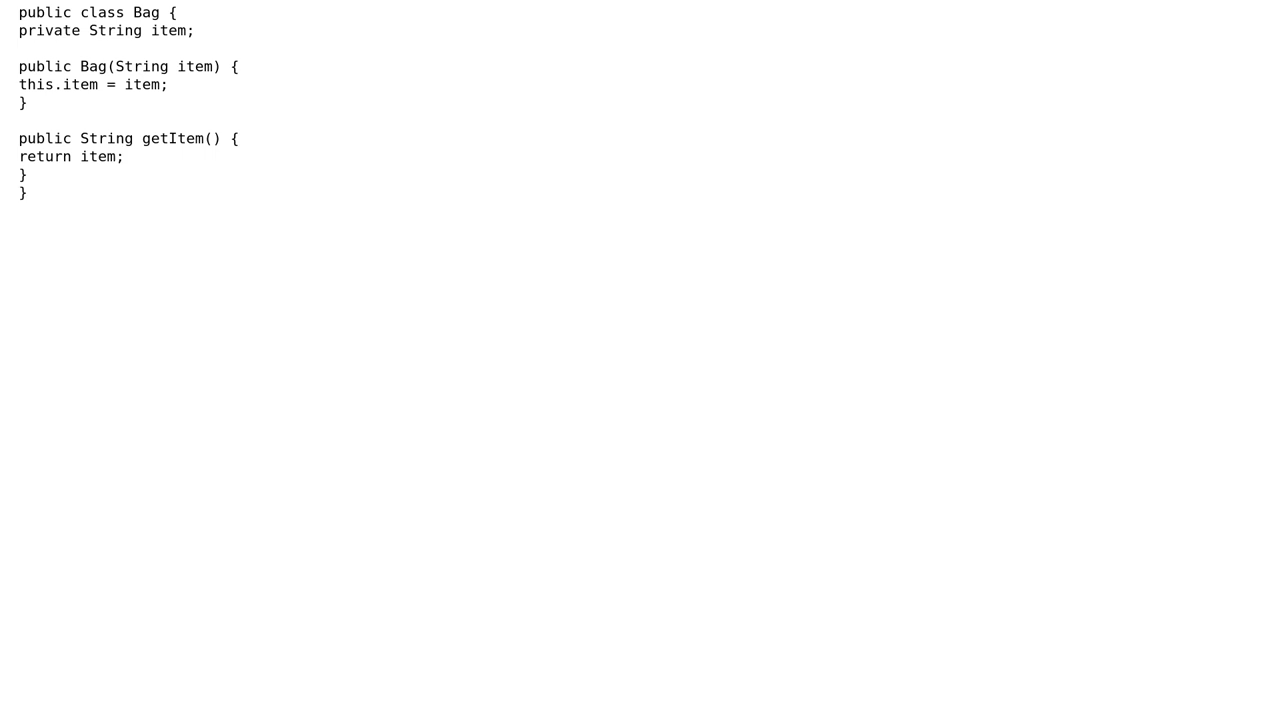 public class Bag {
private String item;

public Bag(String item) {
this.item = item;
}

public String getItem() {
return item;
}
}